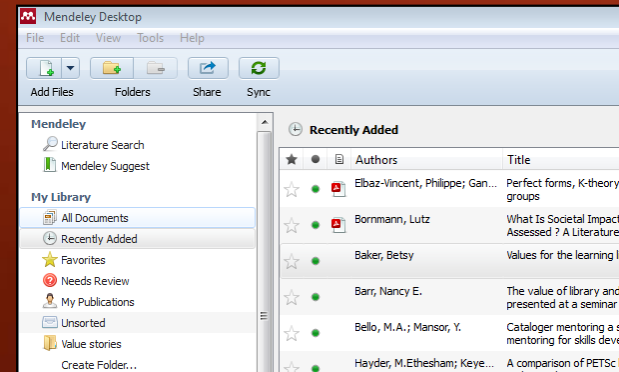 Mendeley Desktop
File Edit View Tools Help
Add Files Folders Share Sync
Mendeley
Literature Search
Mendeley Suggest
My Library
All Documents
Recently Added
Favorites
Needs Review
My Publications
Unsorted
Value stories
Create Folder...
Recently Added
Authors Title
Elbaz-Vincent, Philippe; Gan... Perfect forms, K-theory
groups
Bornmann, Lutz What Is Societal Impact
Assessed ? A Literature
Baker, Betsy Values for the learning
Barr, Nancy E. The value of library and
presented at a seminar
Bello, M.A.; Mansor, Y. Cataloger mentoring a s
mentoring for skills deve
Hayder, M.Ethesham; Keye... A comparison of PETSc